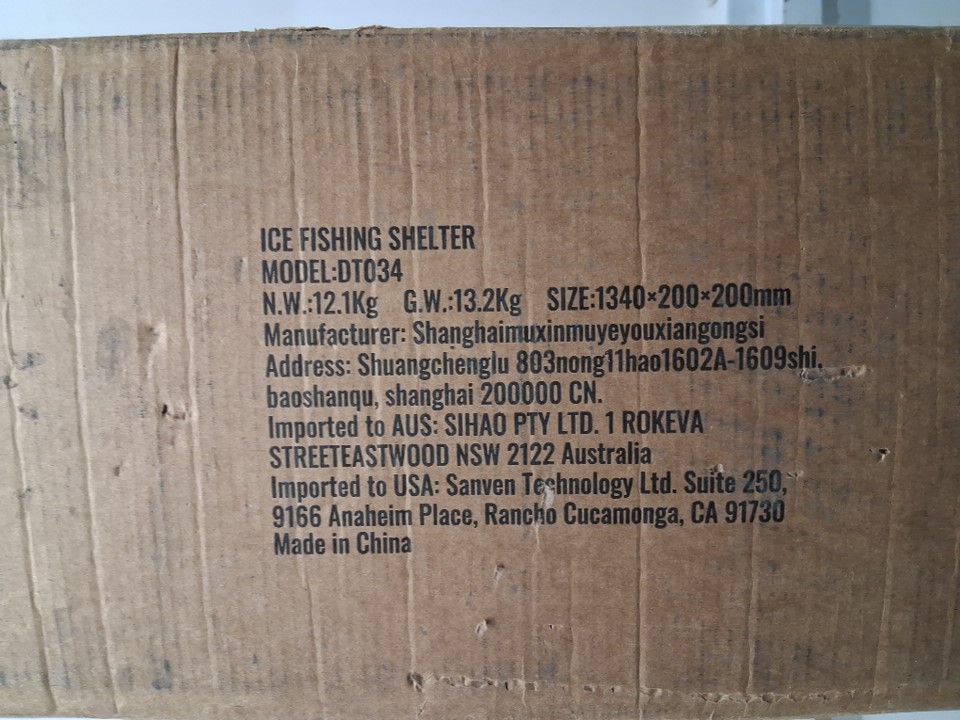 ICE FISHING SHELTER
MODEL:DT034
N.W.:12.1Kg G.W.:13.2Kg SIZE:1340×200×200mm
Manufacturer: Shanghaimuxinmuyeyouxiangongsi
Address: Shuangchenglu 803nong11hao1602A-1609shi,
baoshanqu, shanghai 200000 CN.
Imported to AUS: SIHAO PTY LTD. 1 ROKEVA
STREETEASTWOOD NSW 2122 Australia
Imported to USA: Sanven Technology Ltd. Suite 250,
9166 Anaheim Place, Rancho Cucamonga, CA 91730
Made in China